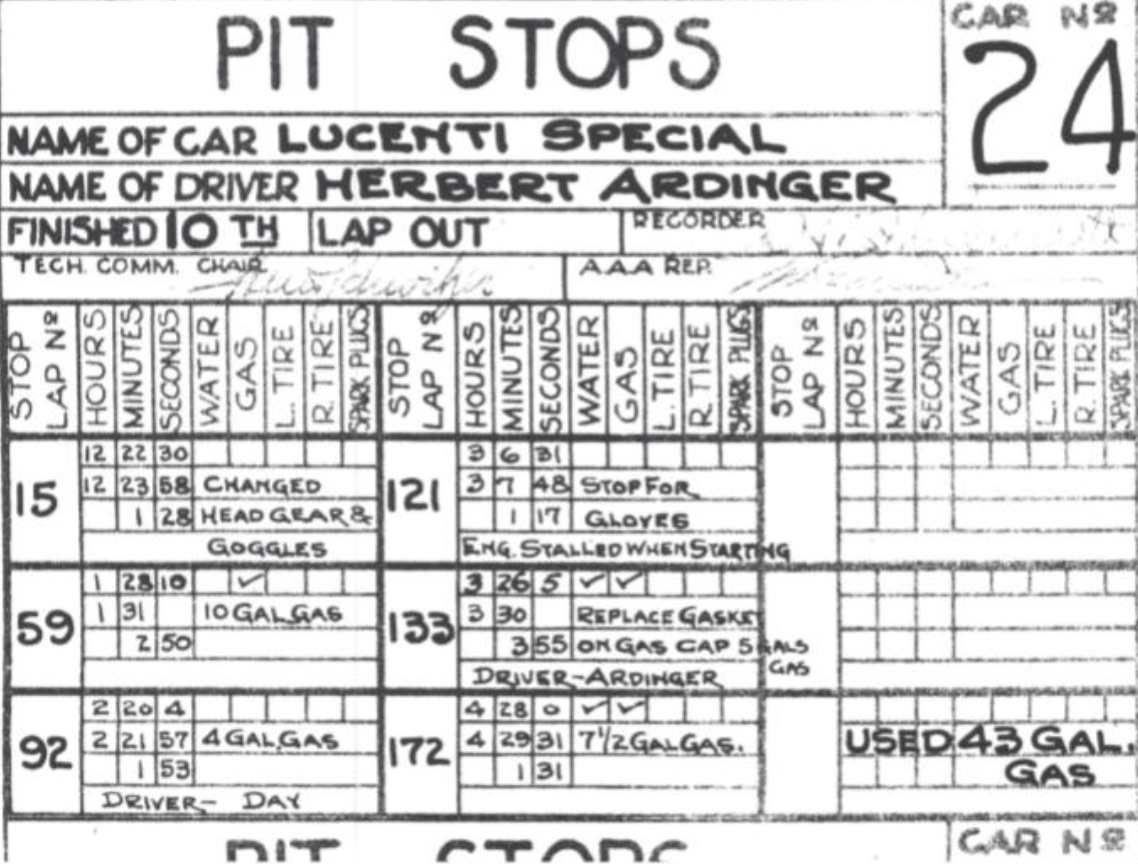 PIT STOPS
CAR Nº
24
NAME OF CAR LUCENTI SPECIAL
NAME OF DRIVER HERBERT ARDINGER
FINISHED 10 TH LAP OUT RECORDER
TECH. COMM. CHAIR. A A A REP.
STOP LAP Nº HOURS MINUTES SECONDS WATER GAS L. TIRE R. TIRE SPARK PLUGS STOP LAP Nº HOURS MINUTES SECONDS WATER GAS L. TIRE R. TIRE SPARK PLUGS STOP LAP Nº HOURS MINUTES SECONDS WATER GAS L. TIRE R. TIRE SPARK PLUGS
15
12 22 30
12 23 58 CHANGED
1 28 HEAD GEAR &
GOGGLES
121
3 6 31
3 7 48 STOP FOR
1 17 GLOVES
ENG. STALLED WHEN STARTING
59
1 28 10 ✓
1 31 10 GAL GAS
2 50
133
3 26 5 ✓ ✓
3 30 REPLACE GASKET
3 55 ON GAS CAP 5 GALS
GAS
DRIVER-ARDINGER
92
2 20 4
2 21 57 4 GAL. GAS
1 53
DRIVER- DAY
172
4 28 0 ✓ ✓
4 29 31 7 1/2 GAL GAS.
1 31
USED 43 GAL.
GAS
PIT STOPS
CAR Nº